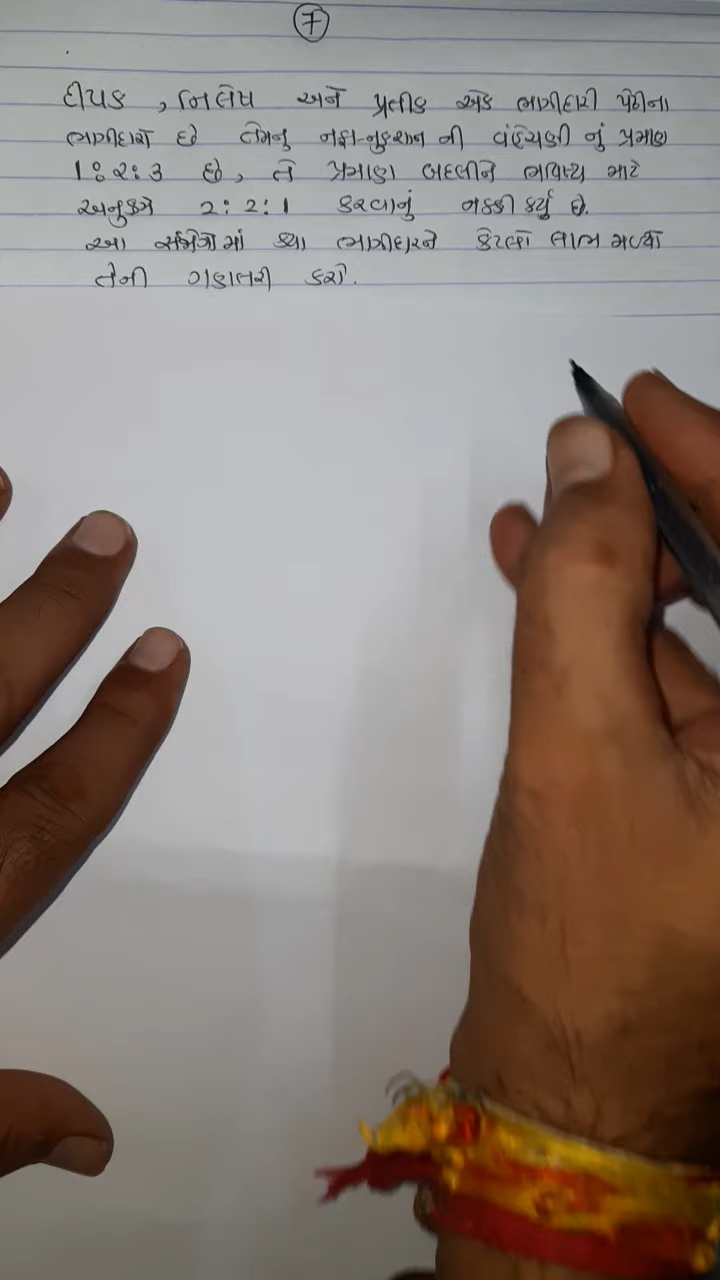 ૭
દીપક , નિલેષ અને પ્રતીક એક ભાગીદારી પેઢીના
ભાગીદારો છે તેમનુ નફા-નુકશાન ની વહેંચણી નું પ્રમાણ
1:2:3 છે, તે પ્રમાણ બદલીને ભવિષ્ય માટે
અનુક્રમે 2:2:1 કરવાનું નક્કી કર્યું છે.
આ સંજોગોમાં ક્યા ભાગીદારને કેટલો લાભ મળ્યો
તેની ગણતરી કરો.